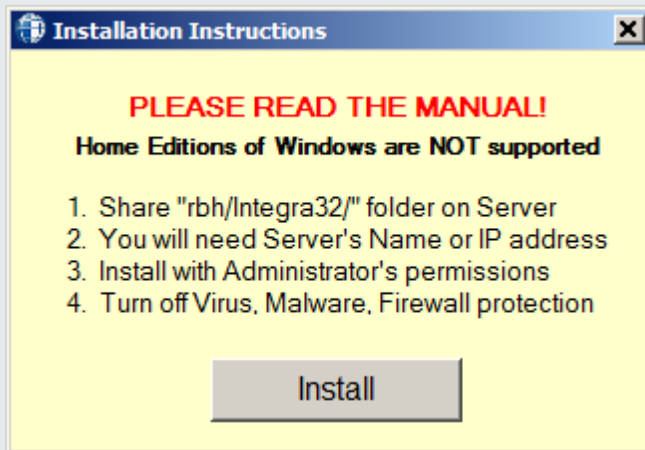 Installation Instructions
PLEASE READ THE MANUAL!
Home Editions of Windows are NOT supported
1. Share "rbh/Integra32/" folder on Server
2. You will need Server's Name or IP address
3. Install with Administrator's permissions
4. Turn off Virus, Malware, Firewall protection
Install